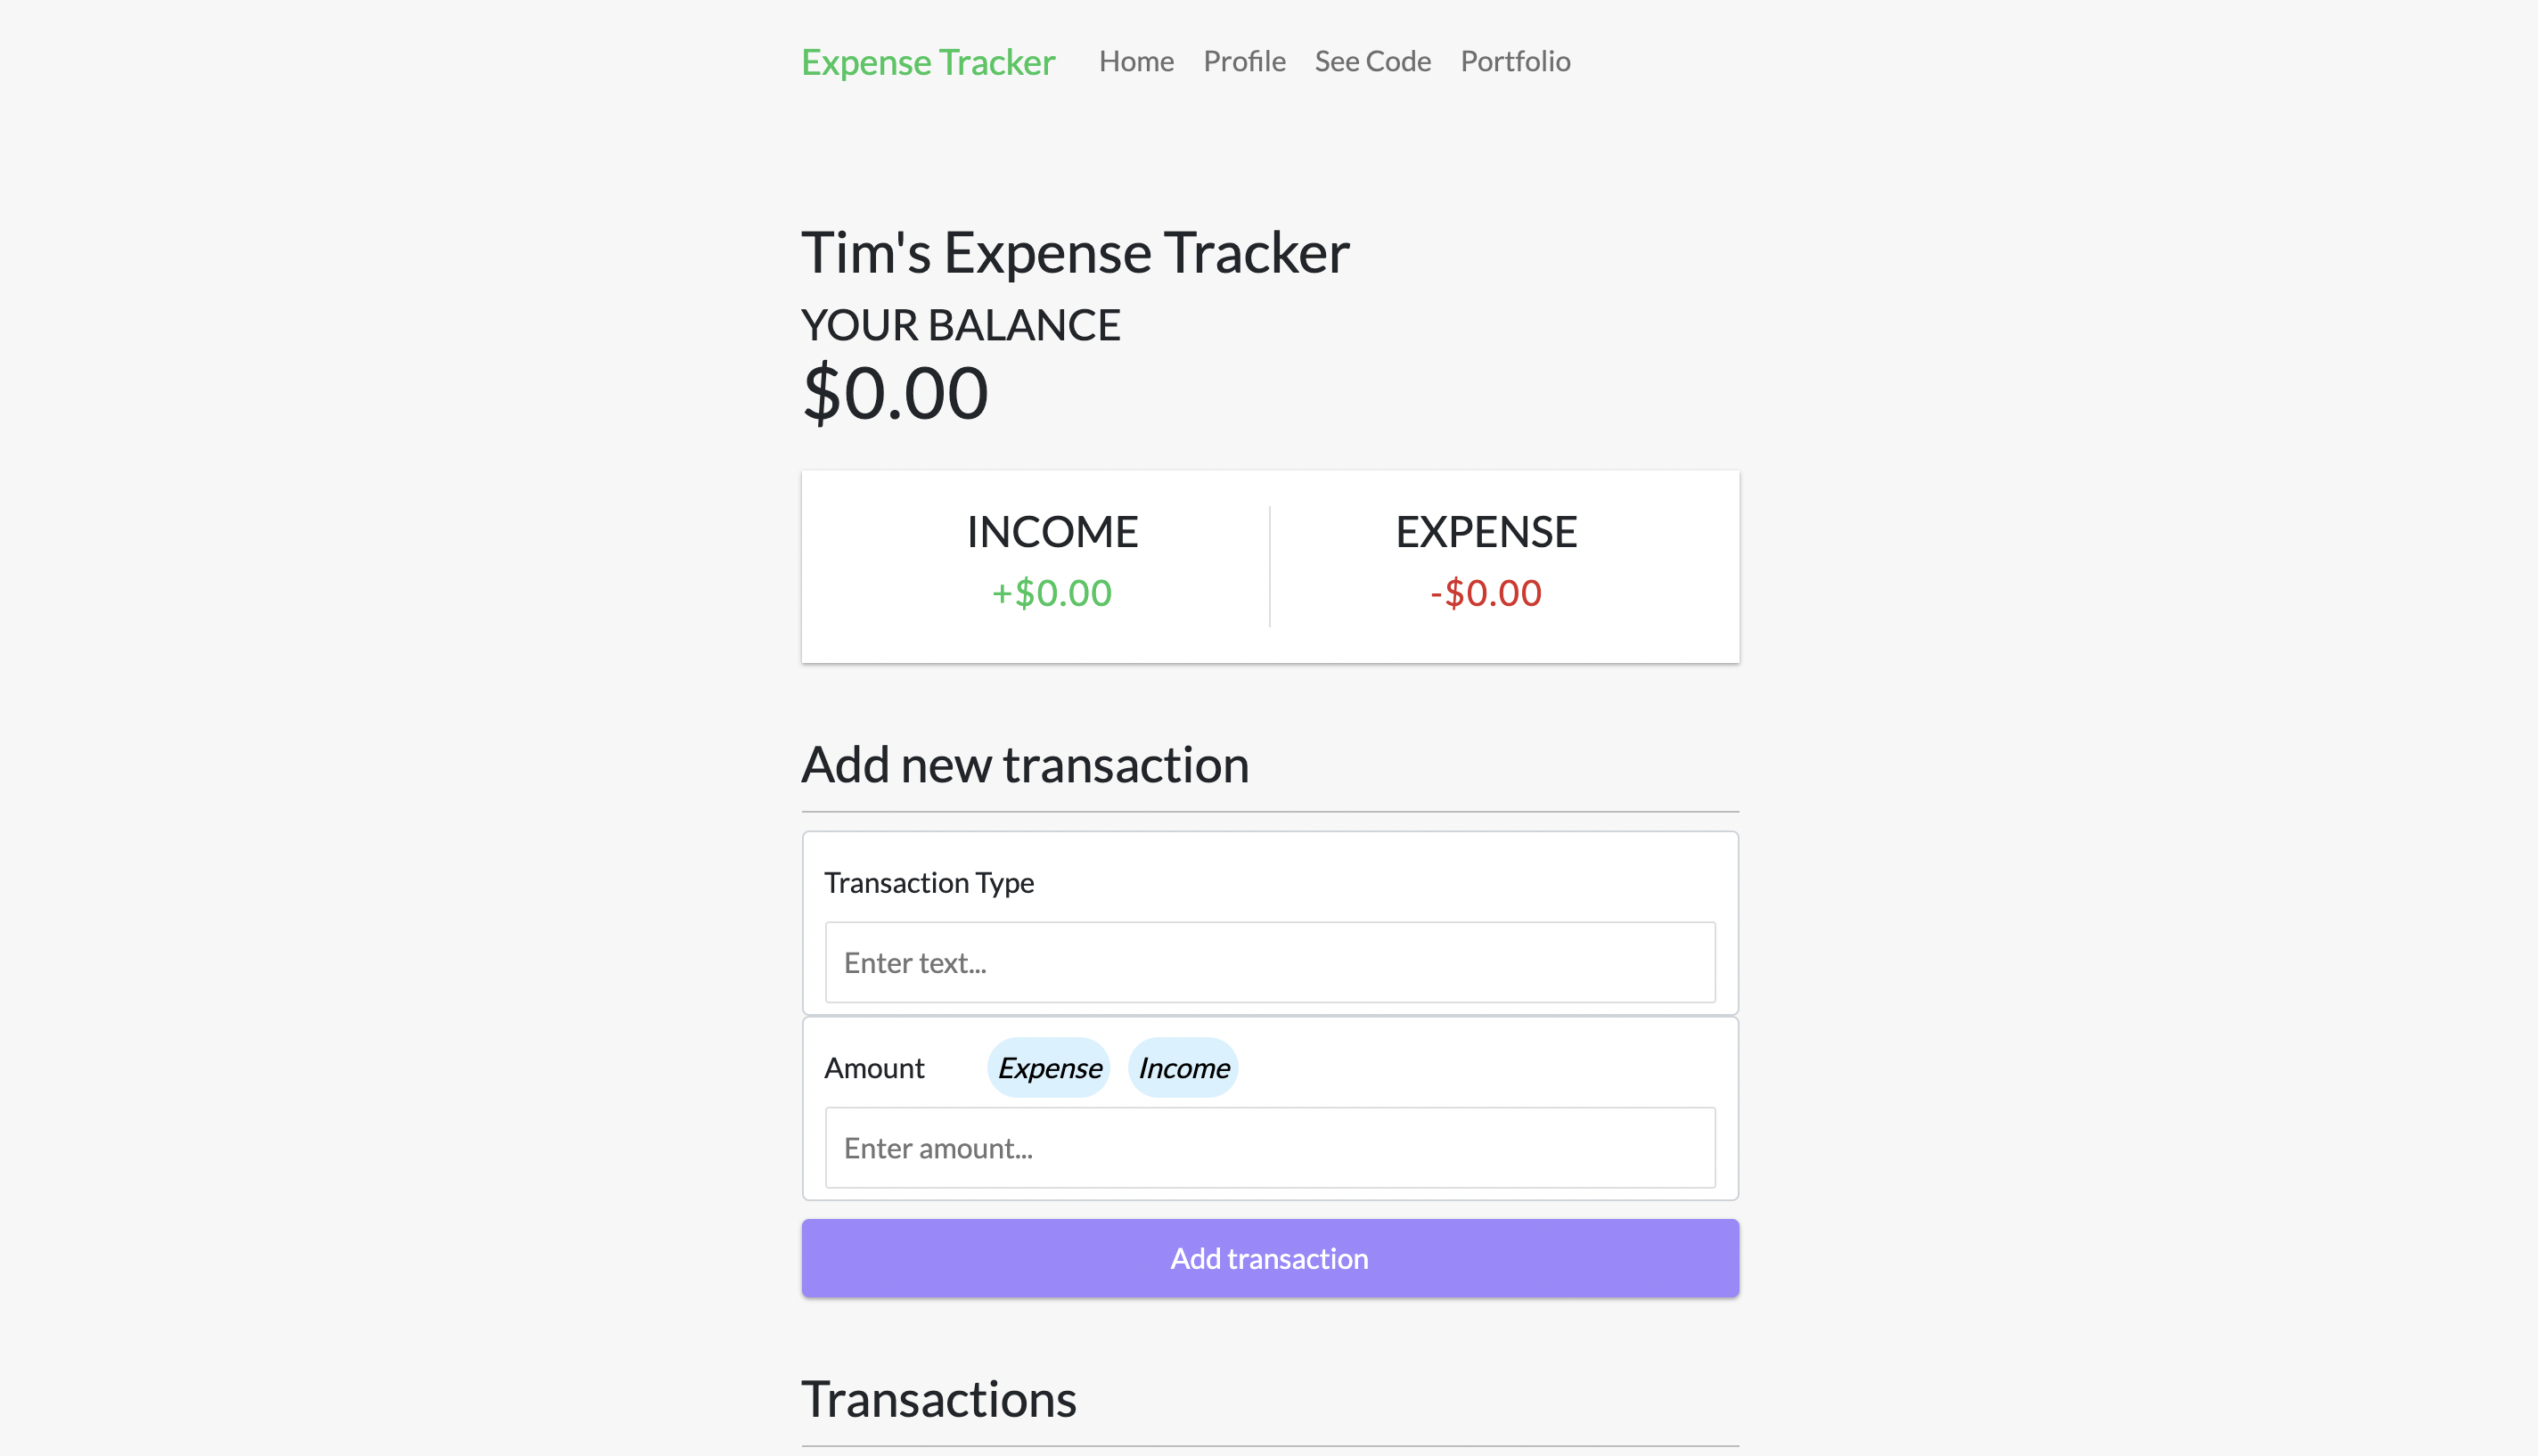 Expense Tracker Home Profile See Code Portfolio
Tim's Expense Tracker
YOUR BALANCE
$0.00
INCOME EXPENSE
+$0.00 -$0.00
Add new transaction
Transaction Type
Enter text...
Amount Expense Income
Enter amount...
Add transaction
Transactions